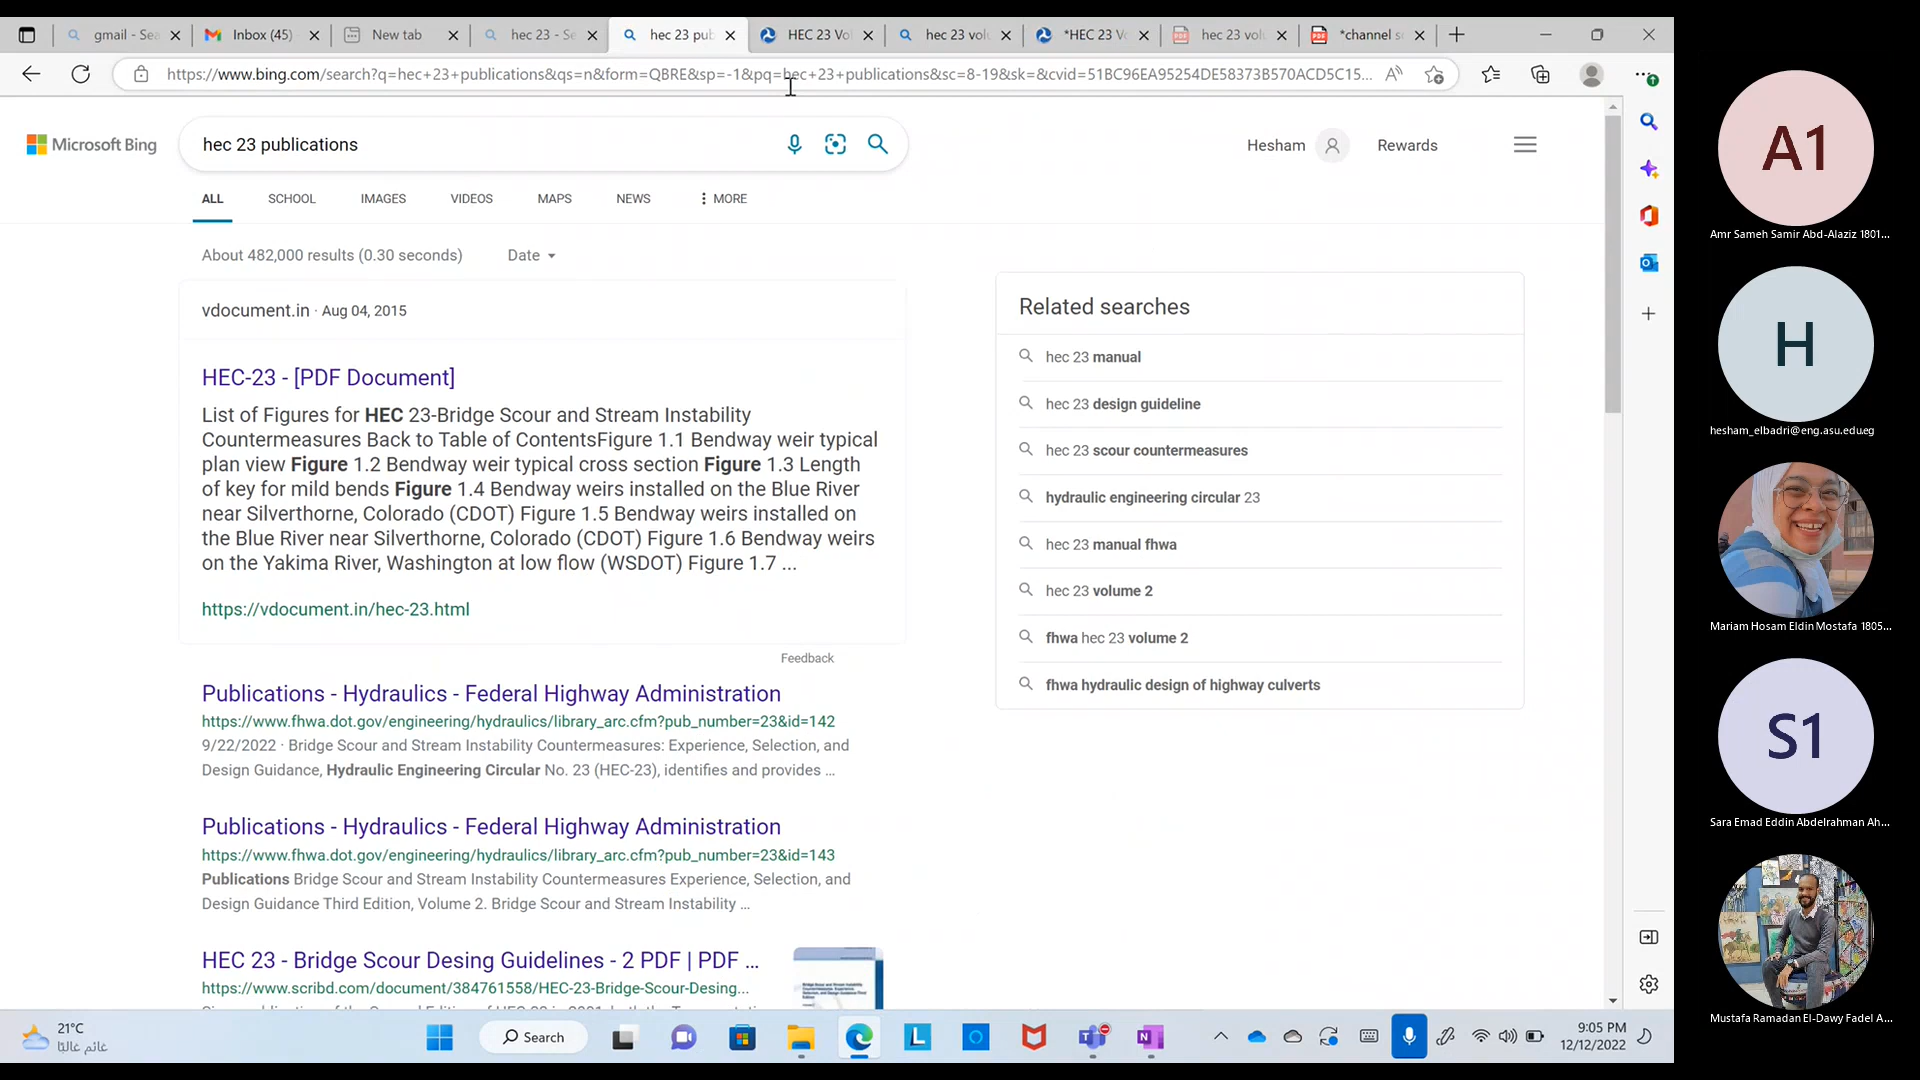 gmail - Sea
Inbox (45)
New tab
hec 23 - Se
hec 23 pub
HEC 23 Vo
hec 23 vol
*HEC 23 V
hec 23 vol
*channel s
https://www.bing.com/search?q=hec+23+publications&qs=n&form=QBRE&sp=-1&pq=hec+23+publications&sc=8-19&sk=&cvid=51BC96EA95254DE58373B570ACD5C15...
Microsoft Bing
hec 23 publications
Hesham
Rewards
ALL
SCHOOL
IMAGES
VIDEOS
MAPS
NEWS
MORE
About 482,000 results (0.30 seconds)
Date
vdocument.in · Aug 04, 2015
HEC-23 - [PDF Document]
List of Figures for HEC 23-Bridge Scour and Stream Instability
Countermeasures Back to Table of ContentsFigure 1.1 Bendway weir typical
plan view Figure 1.2 Bendway weir typical cross section Figure 1.3 Length
of key for mild bends Figure 1.4 Bendway weirs installed on the Blue River
near Silverthorne, Colorado (CDOT) Figure 1.5 Bendway weirs installed on
the Blue River near Silverthorne, Colorado (CDOT) Figure 1.6 Bendway weirs
on the Yakima River, Washington at low flow (WSDOT) Figure 1.7 ...
https://vdocument.in/hec-23.html
Feedback
Publications - Hydraulics - Federal Highway Administration
https://www.fhwa.dot.gov/engineering/hydraulics/library_arc.cfm?pub_number=23&id=142
9/22/2022 · Bridge Scour and Stream Instability Countermeasures: Experience, Selection, and
Design Guidance, Hydraulic Engineering Circular No. 23 (HEC-23), identifies and provides ...
Publications - Hydraulics - Federal Highway Administration
https://www.fhwa.dot.gov/engineering/hydraulics/library_arc.cfm?pub_number=23&id=143
Publications Bridge Scour and Stream Instability Countermeasures Experience, Selection, and
Design Guidance Third Edition, Volume 2. Bridge Scour and Stream Instability ...
HEC 23 - Bridge Scour Desing Guidelines - 2 PDF | PDF ...
https://www.scribd.com/document/384761558/HEC-23-Bridge-Scour-Desing...
Related searches
hec 23 manual
hec 23 design guideline
hec 23 scour countermeasures
hydraulic engineering circular 23
hec 23 manual fhwa
hec 23 volume 2
fhwa hec 23 volume 2
fhwa hydraulic design of highway culverts
A1
Amr Sameh Samir Abd-Alaziz 1801...
H
hesham_elbadri@eng.asu.edu.eg
Mariam Hosam Eldin Mostafa 1805...
S1
Sara Emad Eddin Abdelrahman Ah...
Mustafa Ramadan El-Dawy Fadel A...
21°C
غائم غالبًا
Search
9:05 PM
12/12/2022